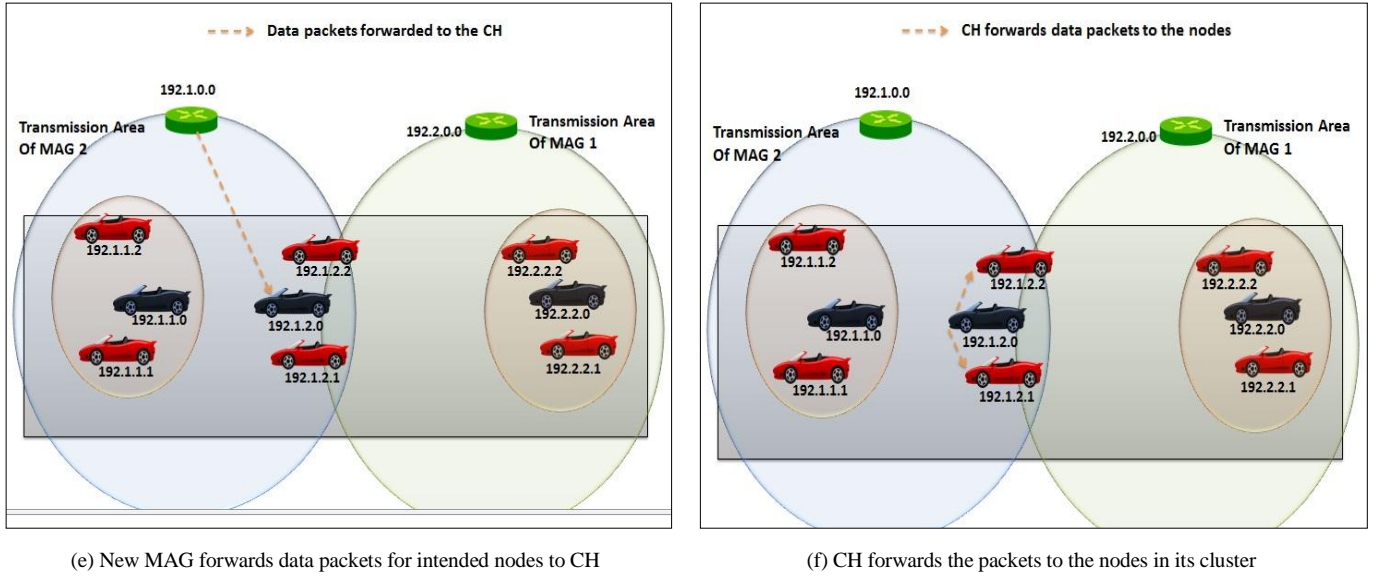 Data packets forwarded to the CH
192.1.0.0
Transmission Area
Of MAG 2
192.2.0.0
Transmission Area
Of MAG 1
192.1.1.2
192.1.2.2
192.2.2.2
192.1.1.0
192.1.2.0
192.2.2.0
192.1.1.1
192.1.2.1
192.2.2.1
(e) New MAG forwards data packets for intended nodes to CH
CH forwards data packets to the nodes
192.1.0.0
Transmission Area
Of MAG 2
192.2.0.0
Transmission Area
Of MAG 1
192.1.1.2
192.1.2.2
192.2.2.2
192.1.1.0
192.1.2.0
192.2.2.0
192.1.1.1
192.1.2.1
192.2.2.1
(f) CH forwards the packets to the nodes in its cluster